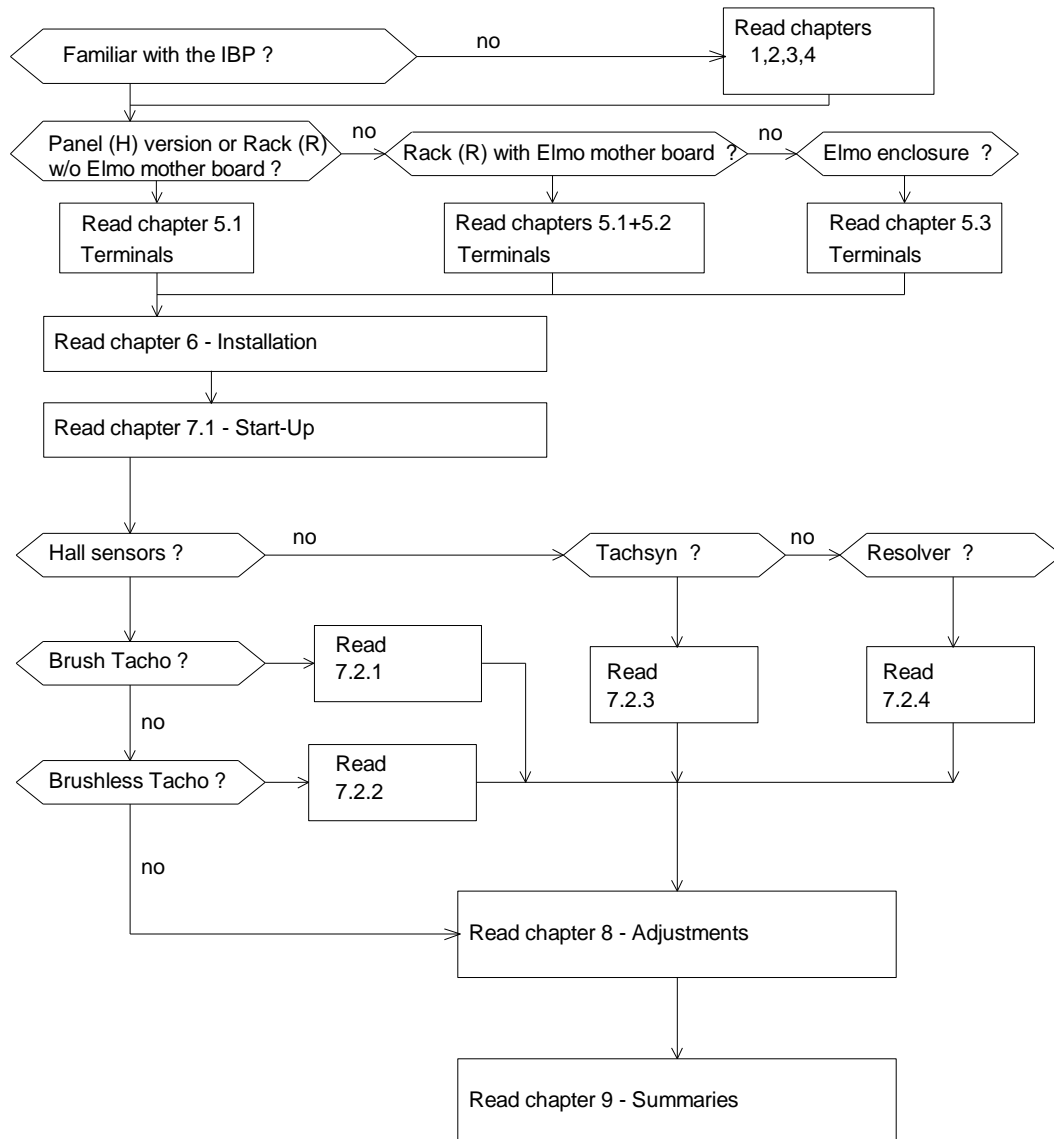 Familiar with the IBP ?
no
Read chapters
1,2,3,4
Panel (H) version or Rack (R)
w/o Elmo mother board ?
no
Rack (R) with Elmo mother board ?
no
Elmo enclosure ?
Read chapter 5.1
Terminals
Read chapters 5.1+5.2
Terminals
Read chapter 5.3
Terminals
Read chapter 6 - Installation
Read chapter 7.1 - Start-Up
Hall sensors ?
no
Tachsyn ?
no
Resolver ?
Brush Tacho ?
Read
7.2.1
Read
7.2.3
Read
7.2.4
no
Brushless Tacho ?
Read
7.2.2
no
Read chapter 8 - Adjustments
Read chapter 9 - Summaries